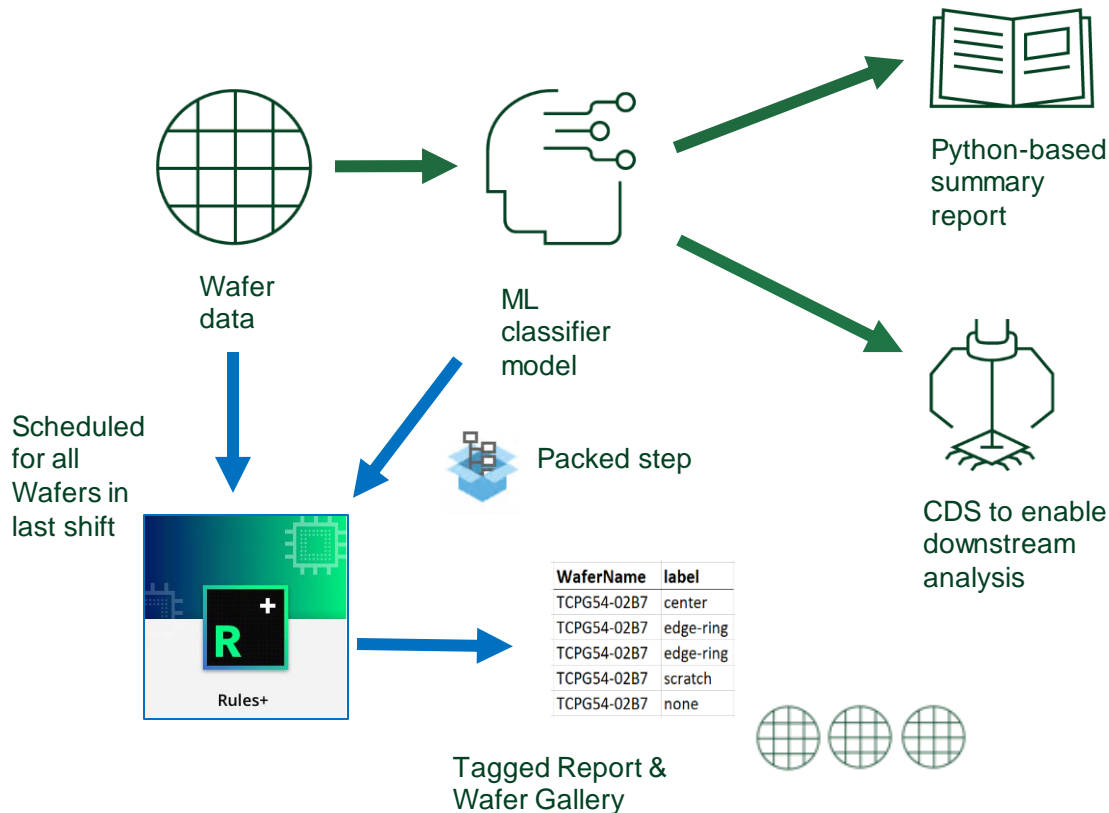 Wafer
data
ML
classifier
model
Python-based
summary
report
Scheduled
for all
Wafers in
last shift
Packed step
CDS to enable
downstream
analysis
+
R
Rules+
WaferName label
TCPG54-02B7 center
TCPG54-02B7 edge-ring
TCPG54-02B7 edge-ring
TCPG54-02B7 scratch
TCPG54-02B7 none
Tagged Report &
Wafer Gallery